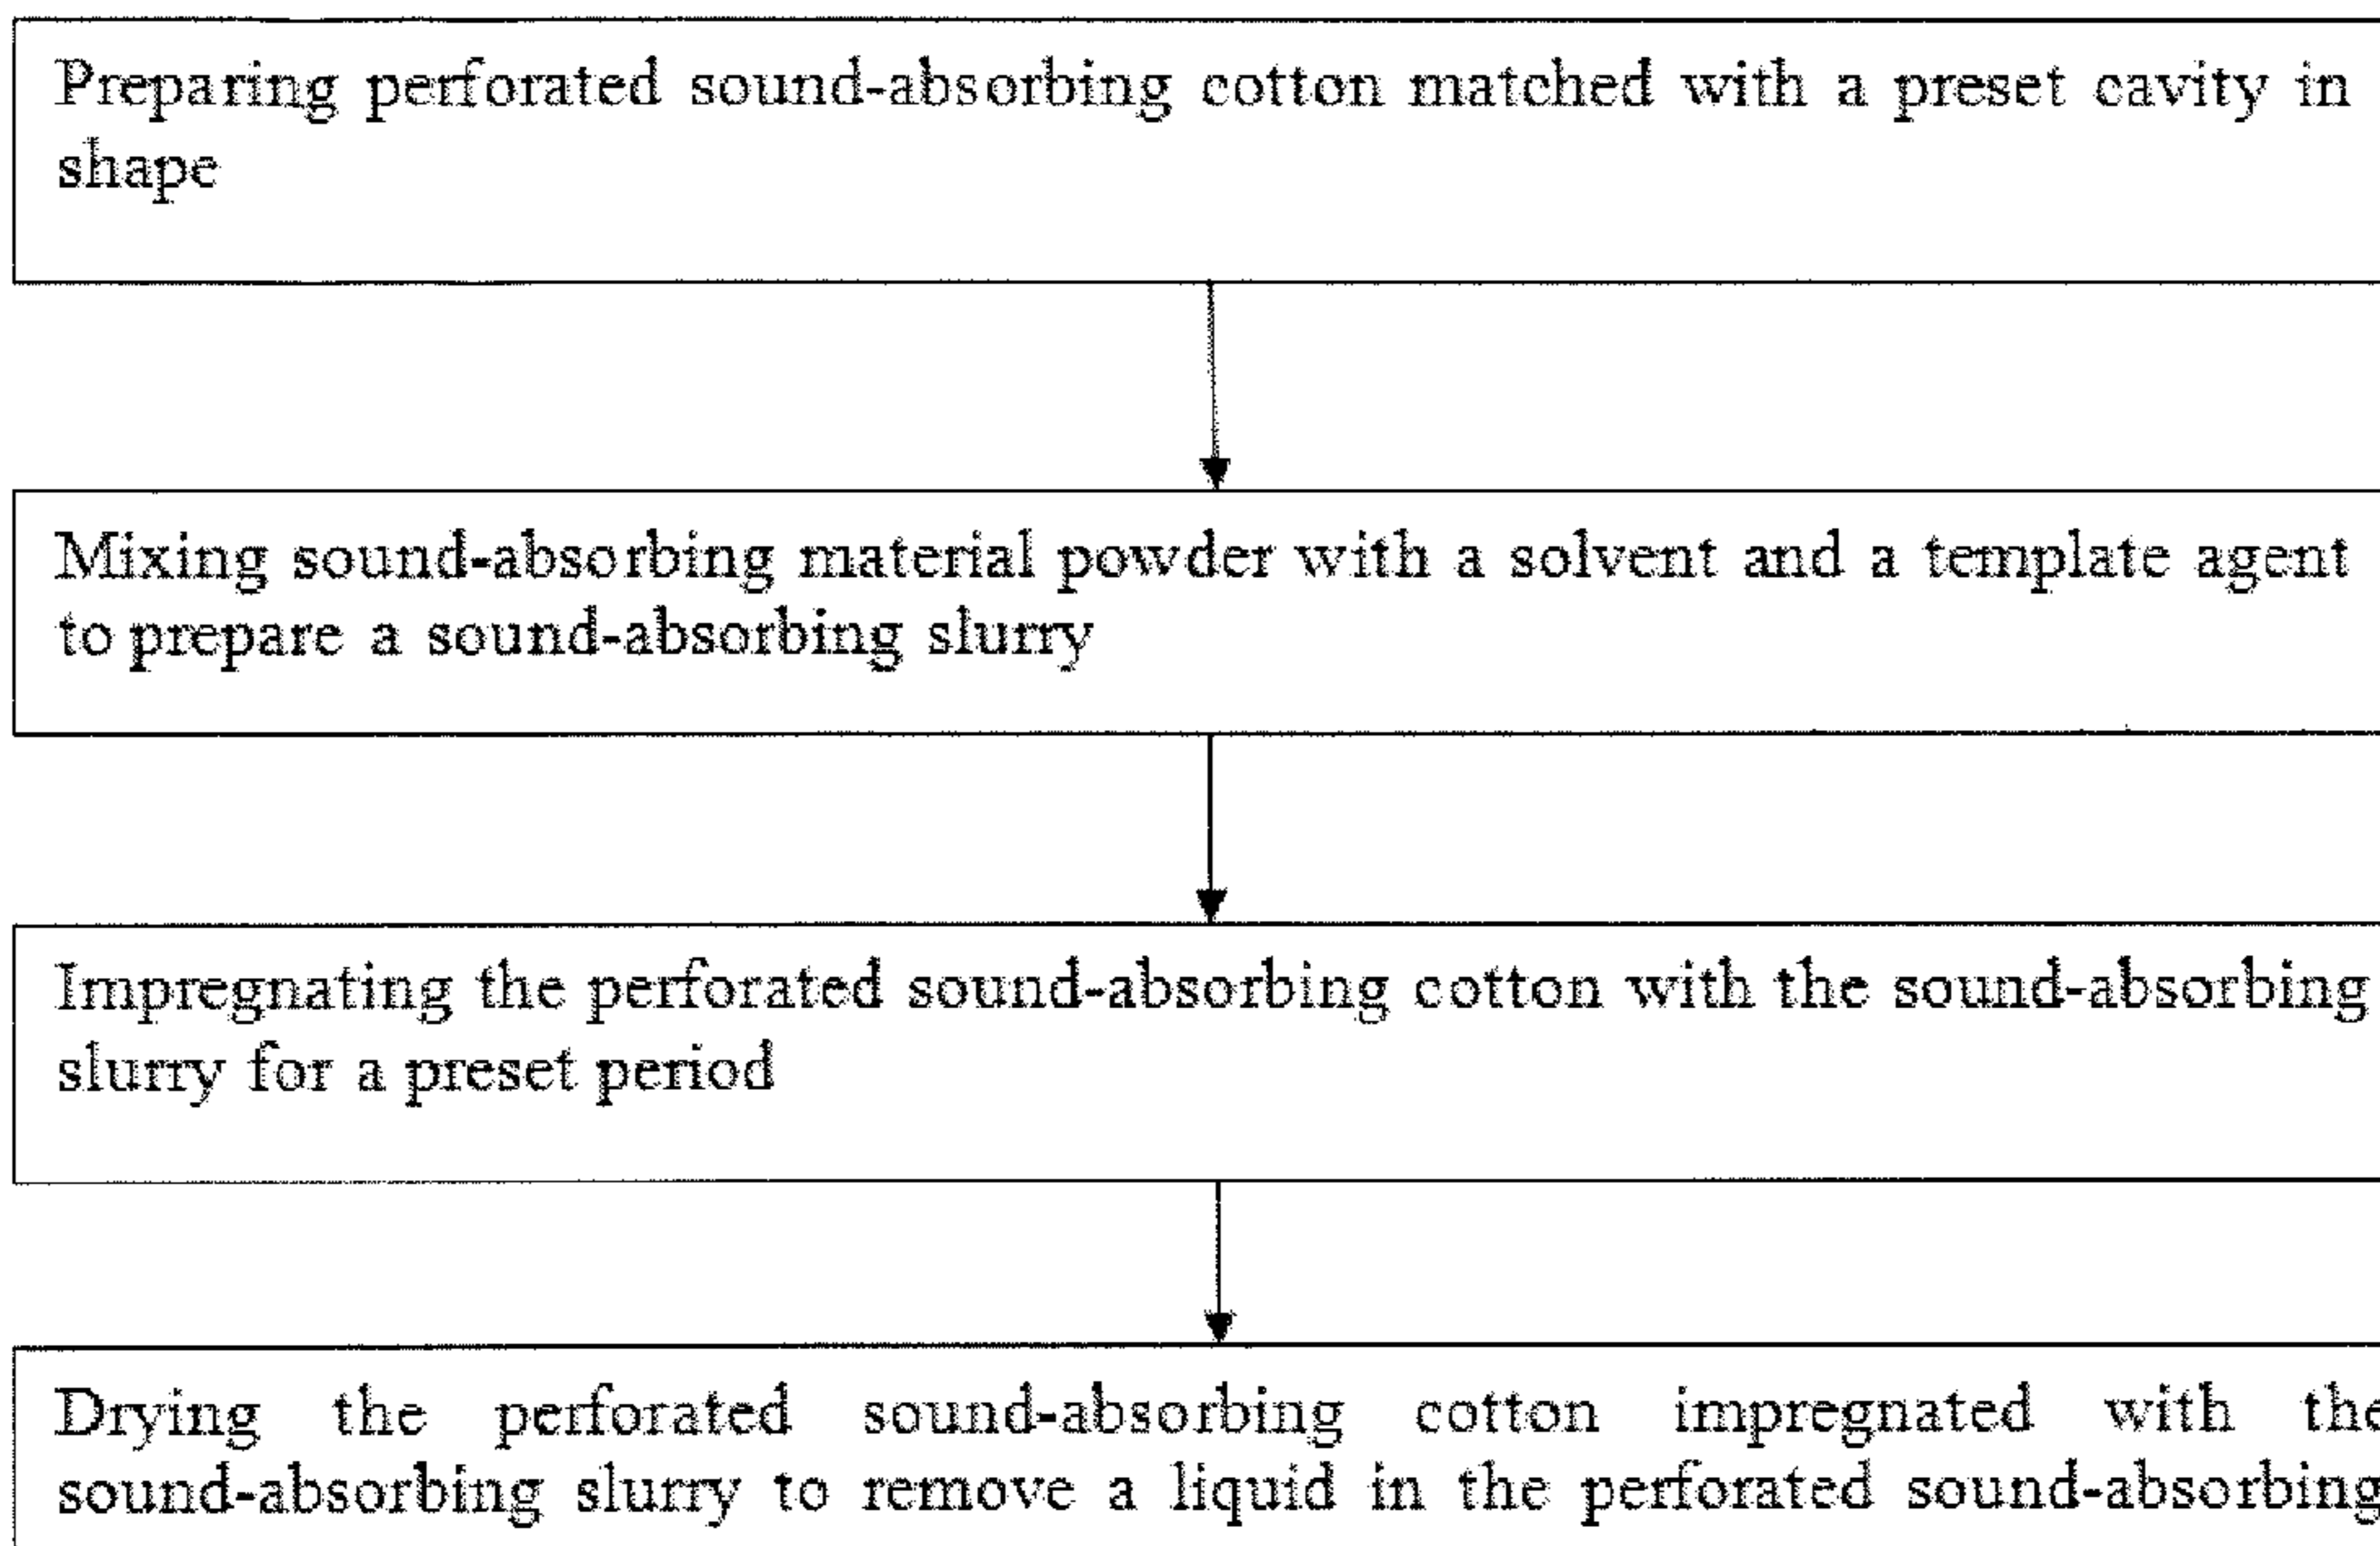 Preparing perforated sound-absorbing cotton matched with a preset cavity in
shape
Mixing sound-absorbing material powder with a solvent and a template agent
to prepare a sound-absorbing slurry
Impregnating the perforated sound-absorbing cotton with the sound-absorbing
slurry for a preset period
Drying the perforated sound-absorbing cotton impregnated with the
sound-absorbing slurry to remove a liquid in the perforated sound-absorbing